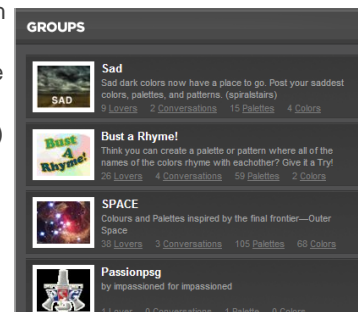 GROUPS
Sad
Sad dark colors now have a place to go. Post your saddest
colors, palettes, and patterns. (spiralstairs)
9 Lovers 2 Conversations 15 Palettes 4 Colors
SAD
Bust a Rhyme!
Think you can create a palette or pattern where all of the
names of the colors rhyme with eachother? Give it a Try!
26 Lovers 4 Conversations 59 Palettes 2 Colors
Bust
A
Rhyme!
SPACE
Colours and Palettes inspired by the final frontier—Outer
Space
38 Lovers 3 Conversations 105 Palettes 68 Colors
Passionpsg
by impassioned for impassioned
1 Lover 0 Conversations 1 Palette 0 Colors